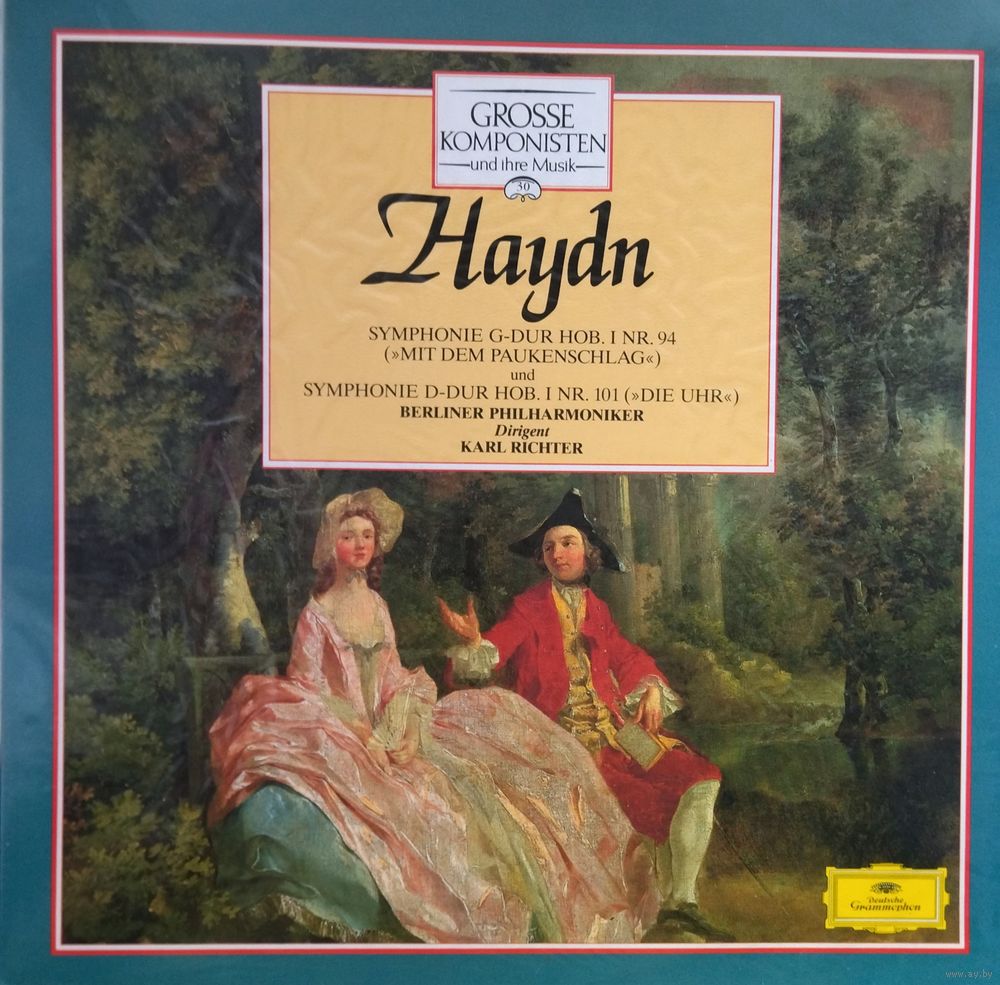 GROSSE
KOMPONISTEN
und ihre Musik
30
Haydn
SYMPHONIE G-DUR HOB. I NR. 94
(»MIT DEM PAUKENSCHLAG«)
und
SYMPHONIE D-DUR HOB. I NR. 101 (»DIE UHR«)
BERLINER PHILHARMONIKER
Dirigent
KARL RICHTER
Deutsche
Grammophon
www.ay.by